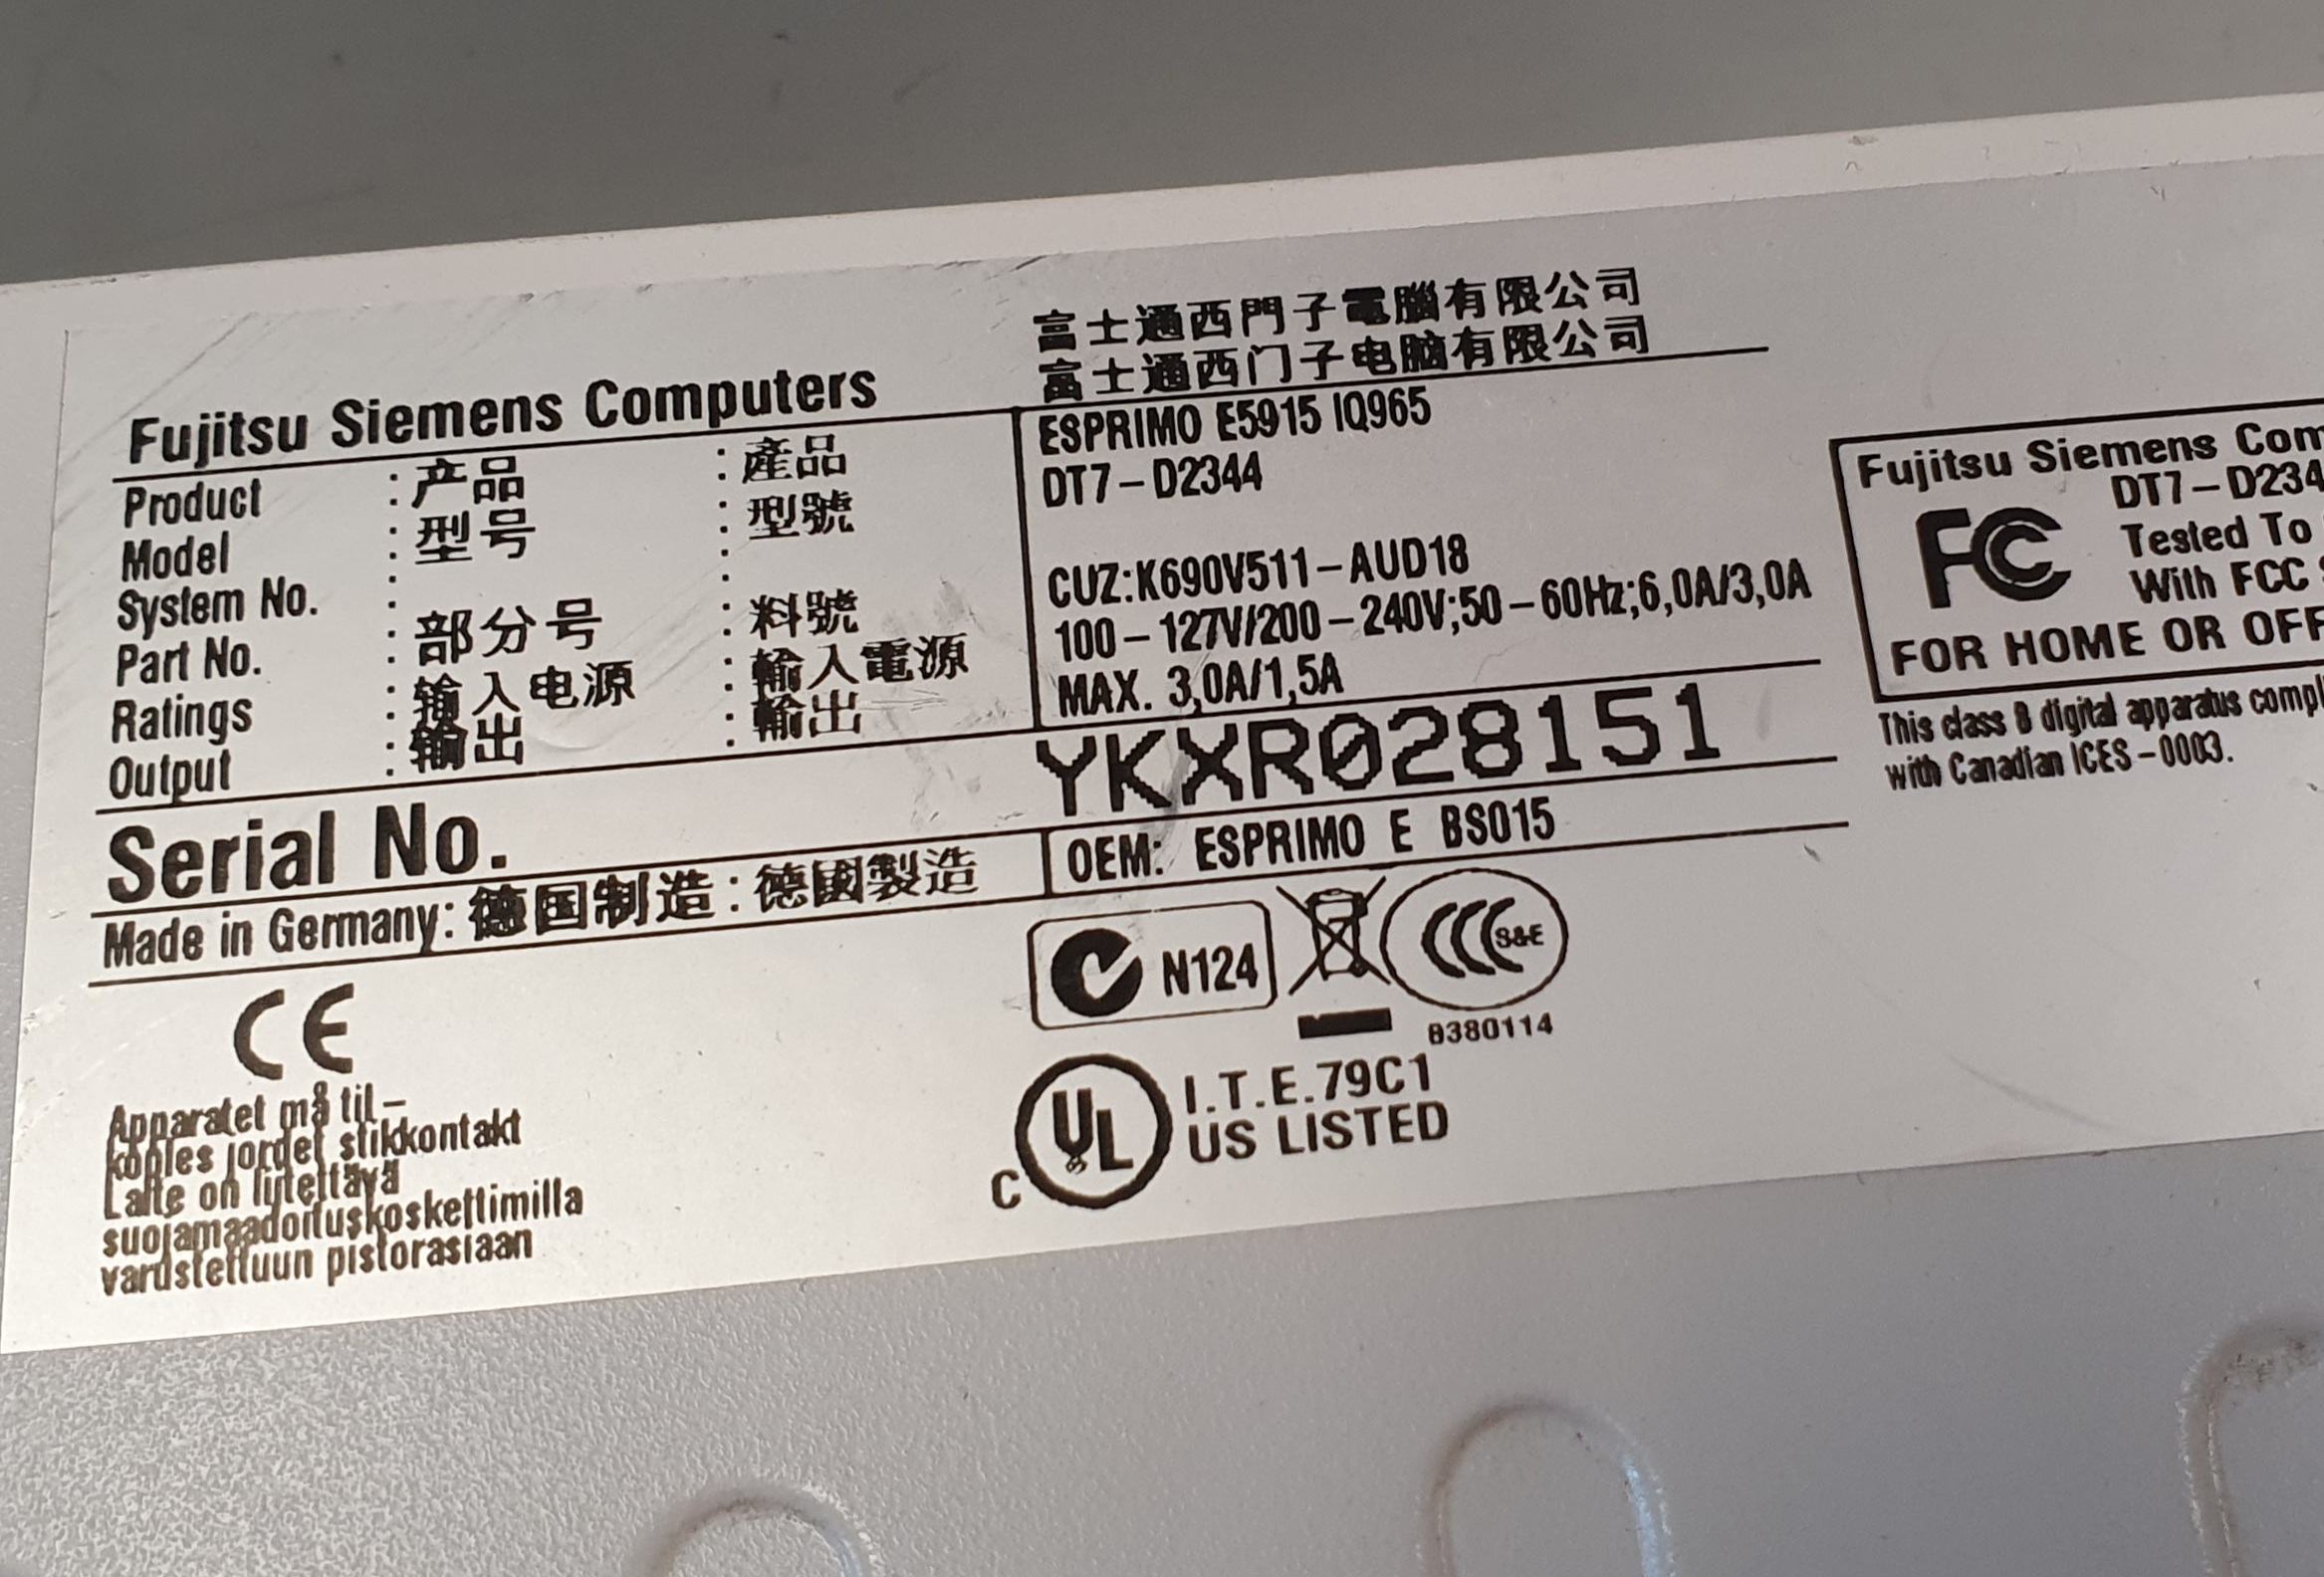 富士通西門子電腦有限公司
富士通西门子电脑有限公司
Fujitsu Siemens Computers
Product : 产品 : 產品 ESPRIMO E5915 IQ965
Model : 型号 : 型號 DT7-D2344
System No. : :
Part No. : 部分号 : 料號 CUZ:K690V511-AUD18
Ratings : 输入电源 : 輸入電源 100-127V/200-240V;50-60Hz;6,0A/3,0A
Output : 输出 : 輸出 MAX. 3,0A/1,5A
Serial No. YKXR028151
Made in Germany: 德国制造: 德國製造 OEM: ESPRIMO E BS015
CE
Apparatet må til-
koples jordet stikkontakt
Laite on liitettävä
suojamaadoituskoskettimilla
varustettuun pistorasiaan
N124
CCC S&E
0380114
C UL
I.T.E.79C1
US LISTED
Fujitsu Siemens Com
DT7-D234
FC
Tested To
With FCC
FOR HOME OR OFF
This class B digital apparatus compl
with Canadian ICES-0003.